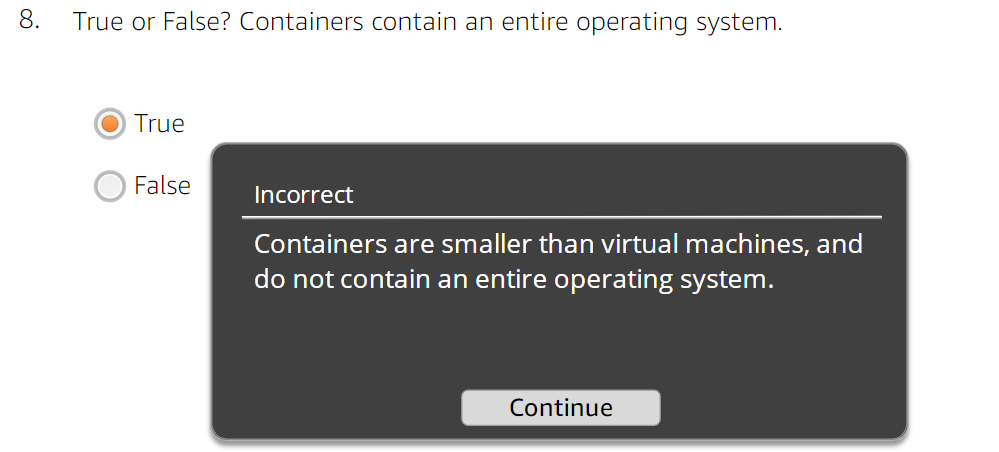 8. True or False? Containers contain an entire operating system.
True
False
Incorrect
Containers are smaller than virtual machines, and
do not contain an entire operating system.
Continue